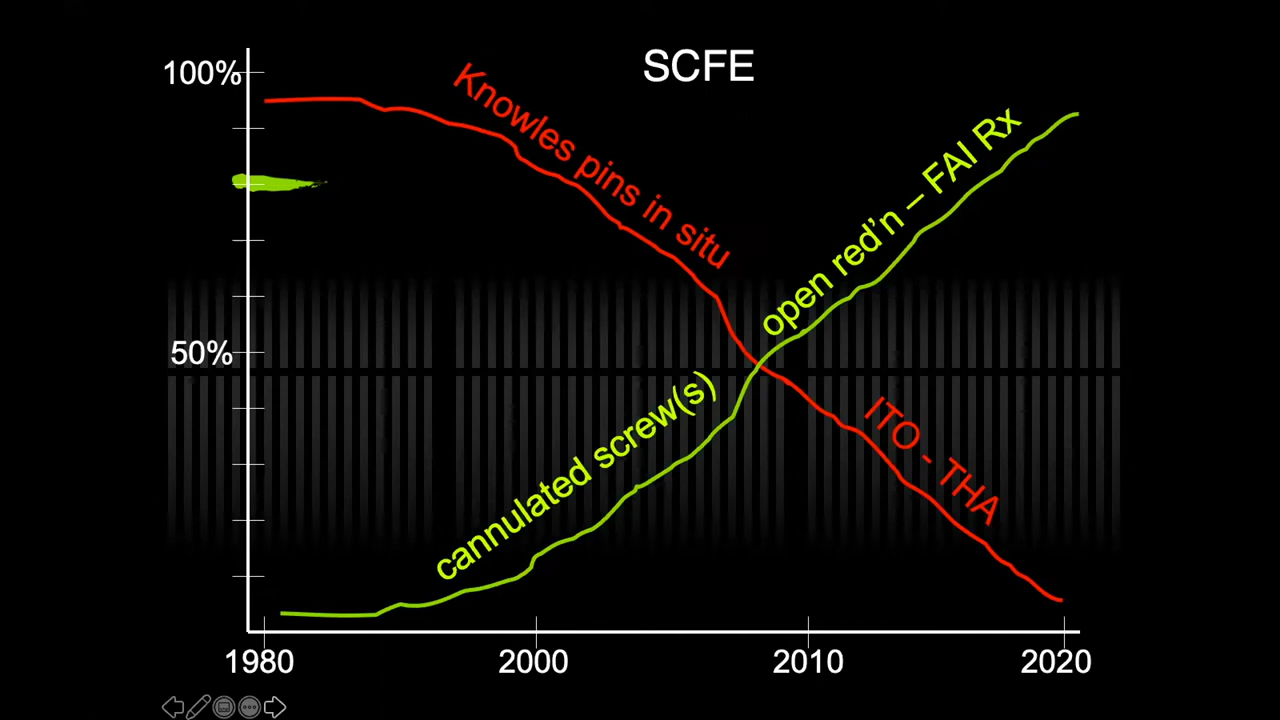 SCFE
100%
Knowles pins in situ
open red’n – FAI Rx
50%
cannulated screw(s)
ITO - THA
1980
2000
2010
2020